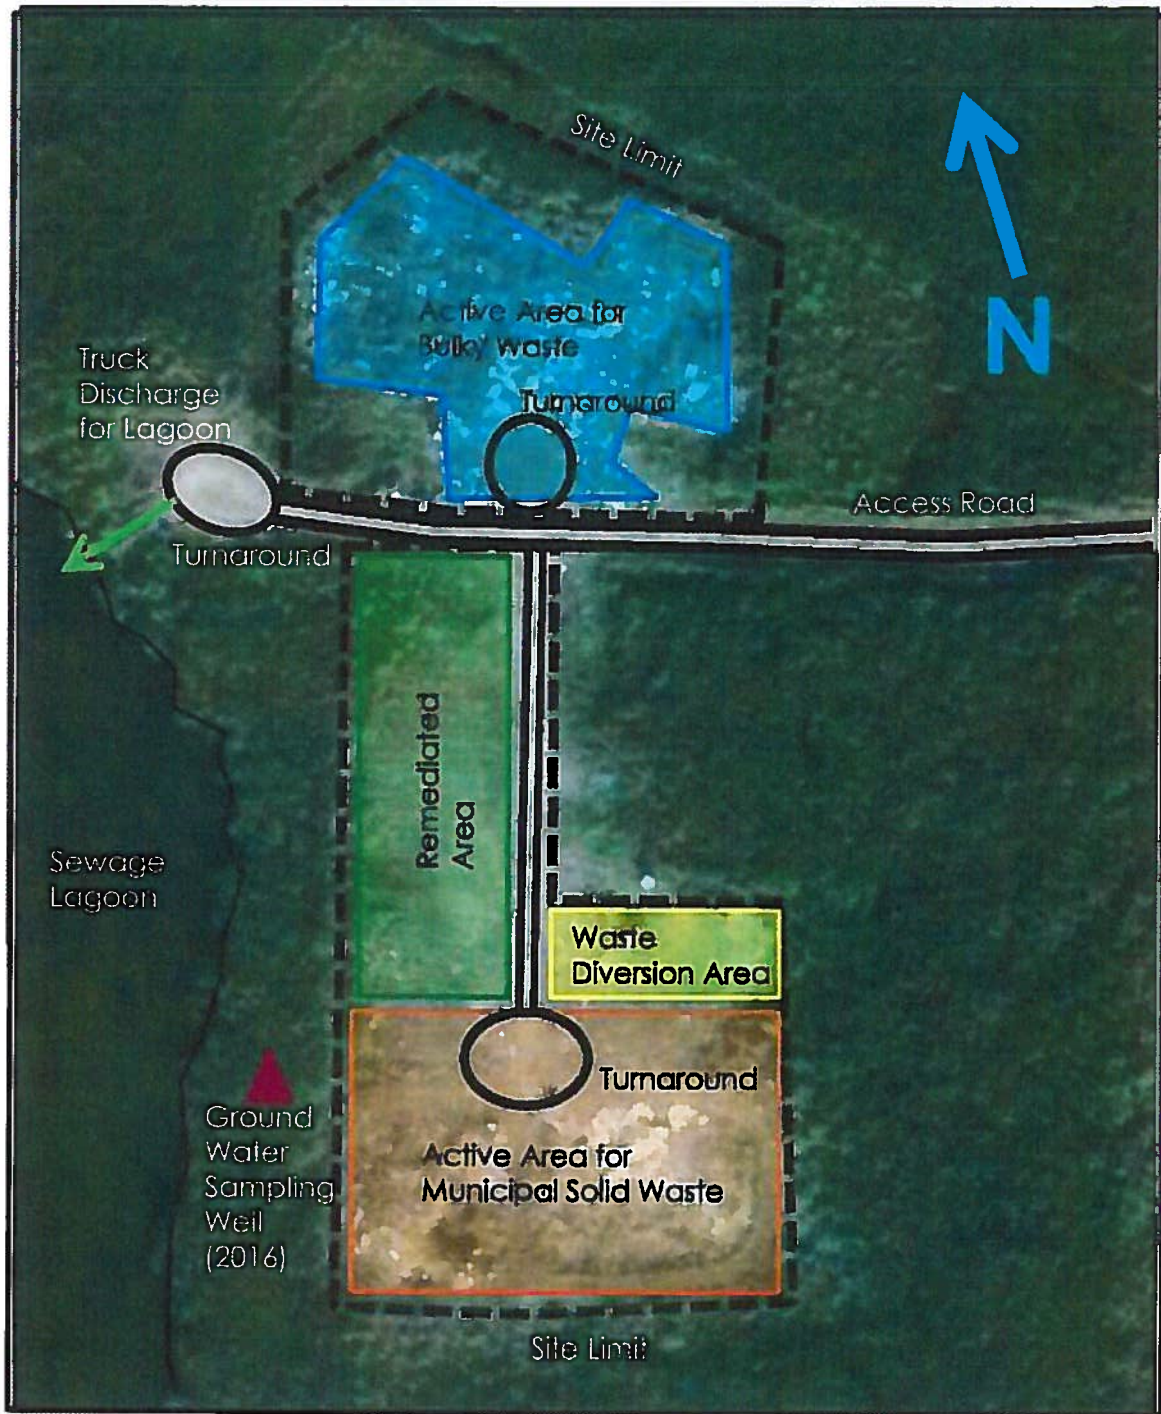 Site Limit
N
Active Area for
Bulky Waste
Truck
Discharge
for Lagoon
Turnaround
Access Road
Turnaround
Remediated
Area
Sewage
Lagoon
Waste
Diversion Area
Turnaround
Ground
Water
Sampling
Well
(2016)
Active Area for
Municipal Solid Waste
Site Limit